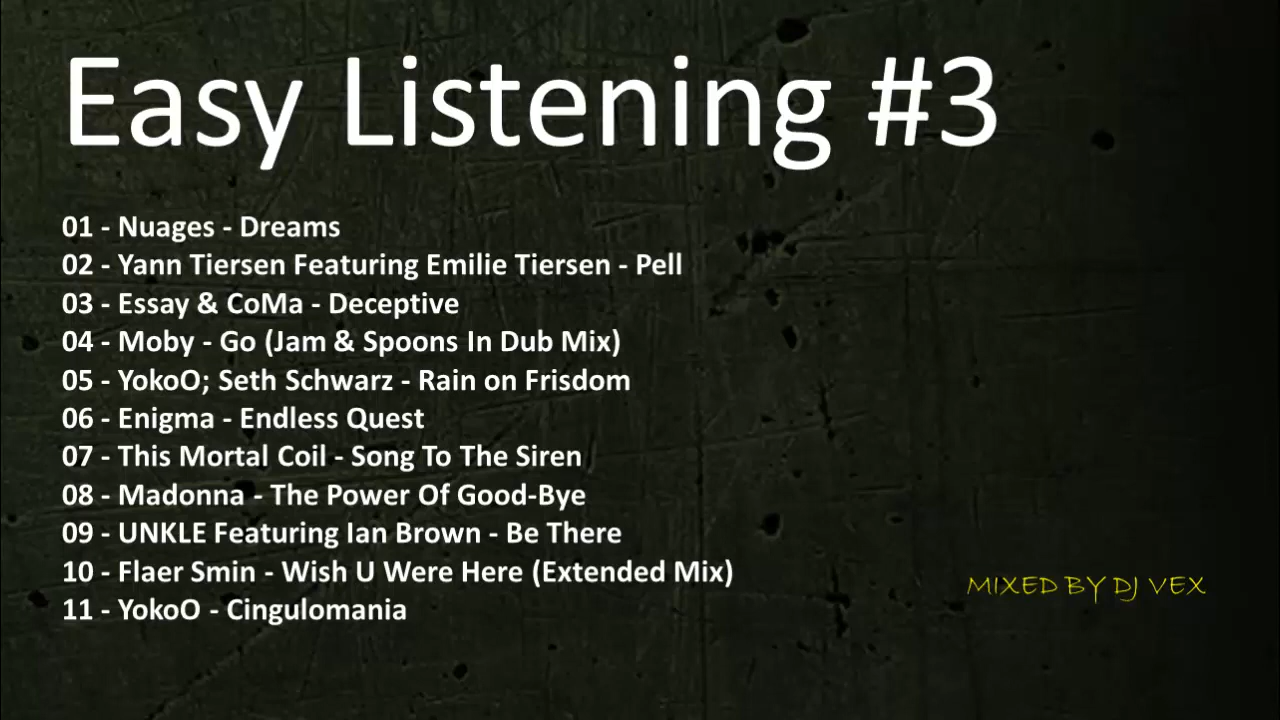 Easy Listening #3
01 - Nuages - Dreams
02 - Yann Tiersen Featuring Emilie Tiersen - Pell
03 - Essay & CoMa - Deceptive
04 - Moby - Go (Jam & Spoons In Dub Mix)
05 - YokoO; Seth Schwarz - Rain on Frisdom
06 - Enigma - Endless Quest
07 - This Mortal Coil - Song To The Siren
08 - Madonna - The Power Of Good-Bye
09 - UNKLE Featuring Ian Brown - Be There
10 - Flaer Smin - Wish U Were Here (Extended Mix)
11 - YokoO - Cingulomania
MIXED BY DJ VEX